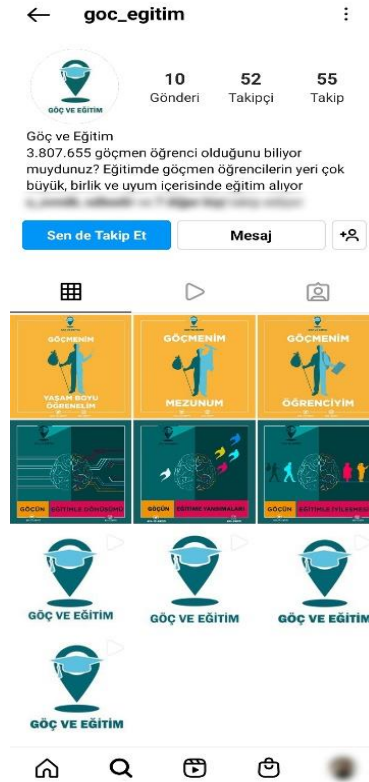 goc_egitim
GÖÇ VE EĞİTİM
10 52 55
Gönderi Takipçi Takip
Göç ve Eğitim
3.807.655 göçmen öğrenci olduğunu biliyor
muydunuz? Eğitimde göçmen öğrencilerin yeri çok
büyük, birlik ve uyum içerisinde eğitim alıyor
Sen de Takip Et Mesaj
GÖÇMENİM GÖÇMENİM GÖÇMENİM
YAŞAM BOYU
ÖĞRENELİM MEZUNUM ÖĞRENCİYİM
GÖÇÜN EĞİTİMLE DÖNÜŞÜMÜ GÖÇÜN EĞİTİME YANSIMALARI GÖÇÜN EĞİTİMLE İYİLEŞMESİ
GÖÇ VE EĞİTİM GÖÇ VE EĞİTİM GÖÇ VE EĞİTİM
GÖÇ VE EĞİTİM